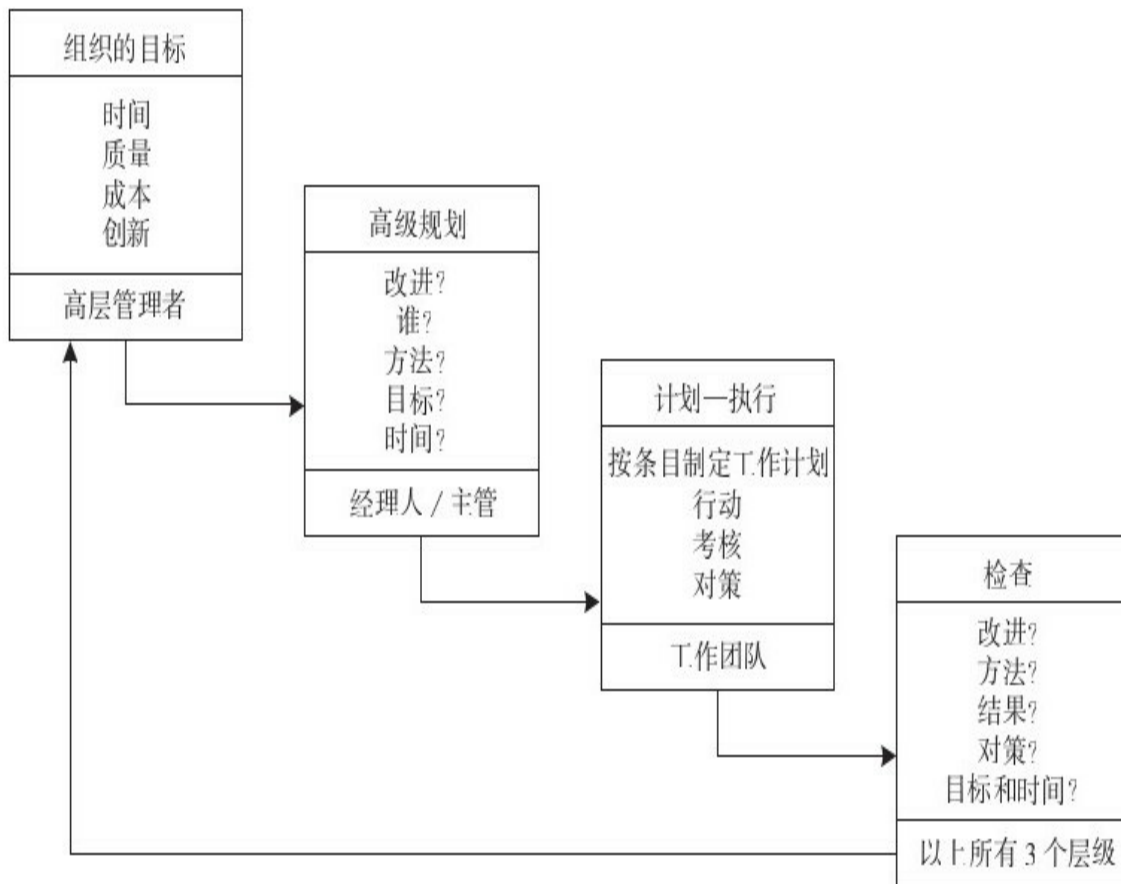 组织的目标
时间
质量
成本
创新
高层管理者
高级规划
改进?
谁?
方法?
目标?
时间?
经理人/主管
计划—执行
按条目制定工作计划
行动
考核
对策
工作团队
检查
改进?
方法?
结果?
对策?
目标和时间?
以上所有3个层级